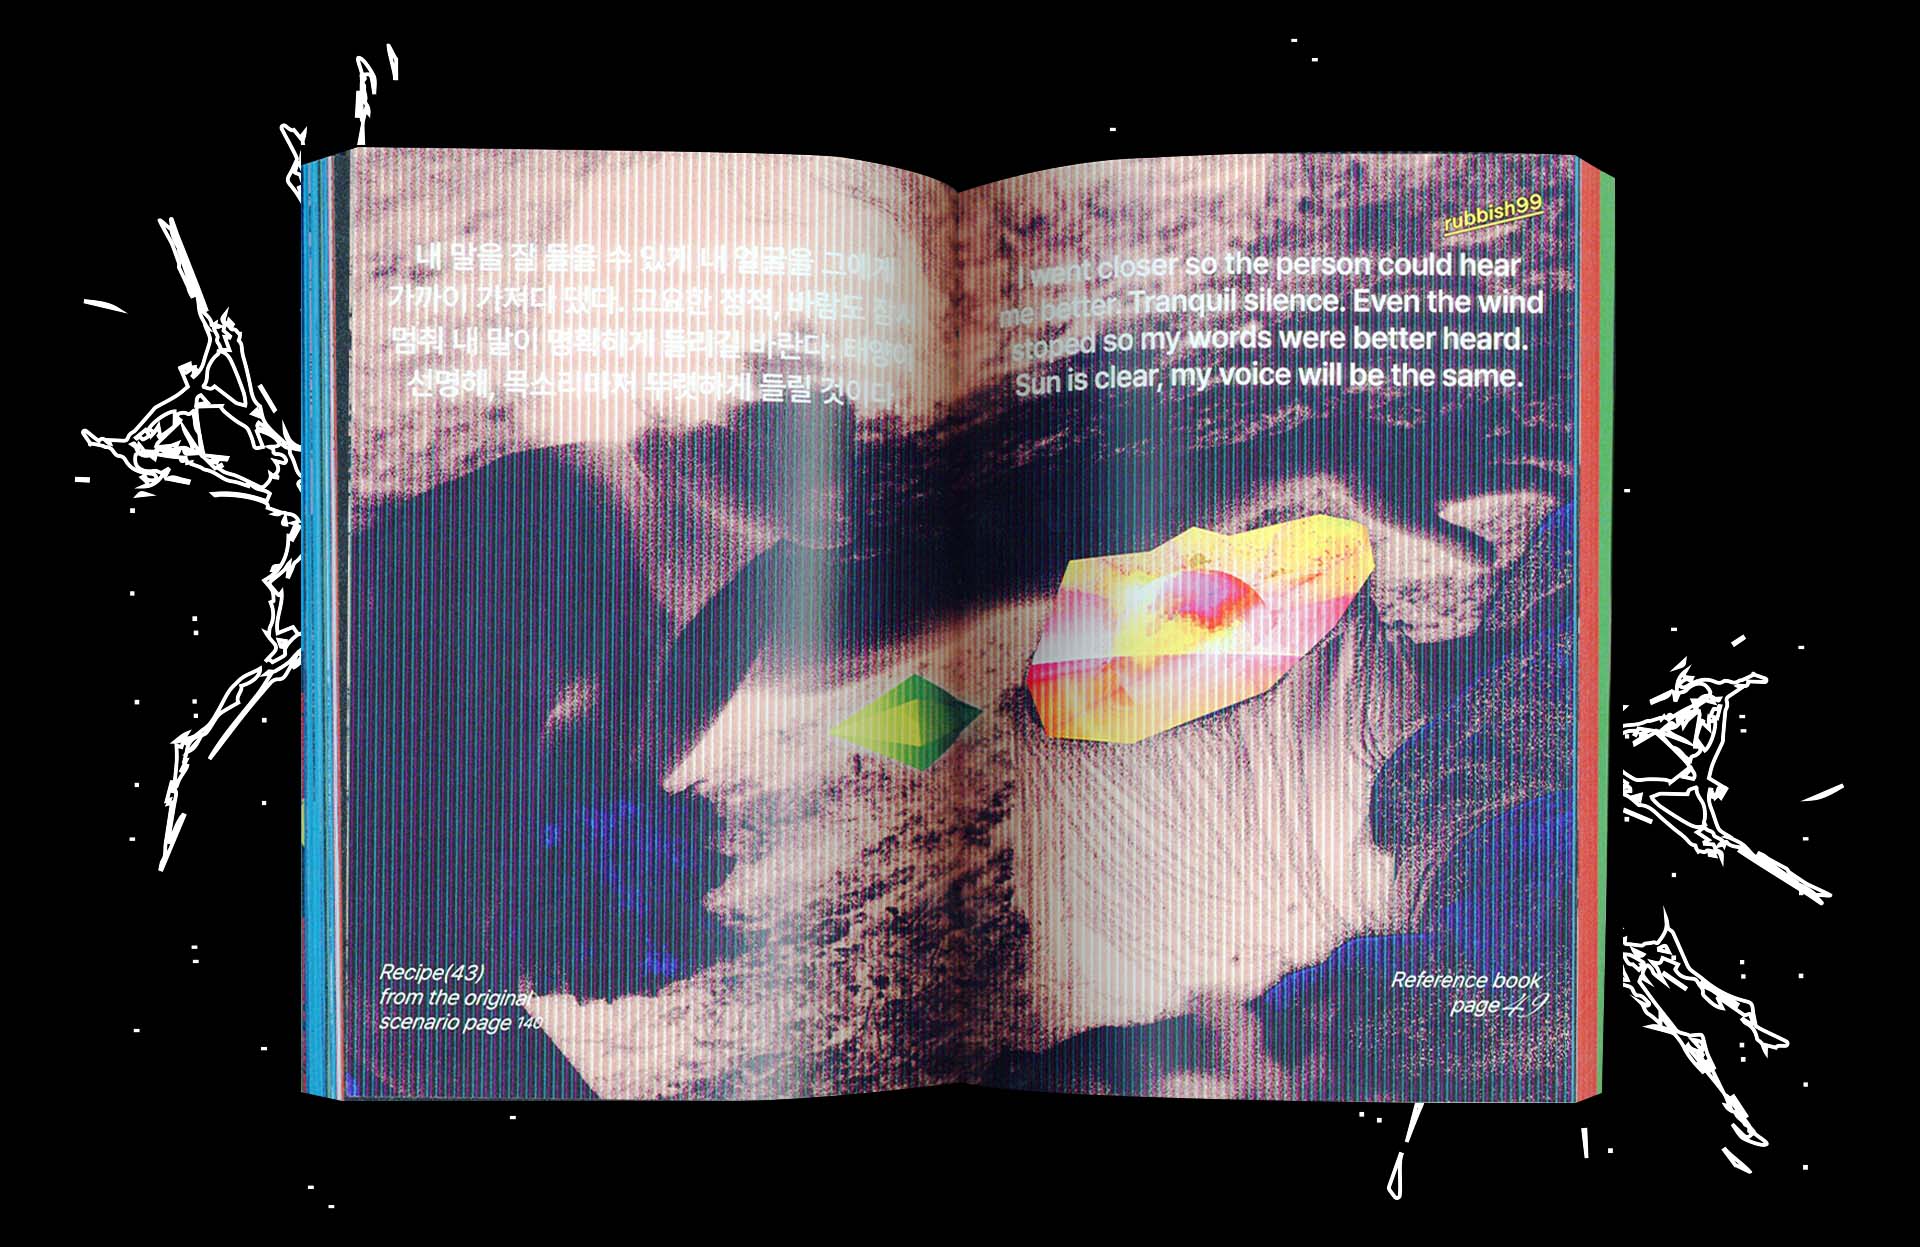 내 말을 잘 들을 수 있게 내 얼굴을 그에게
가까이 가져다 댔다. 고요한 정적, 바람도 잠
멈춰 내 말이 명확하게 들리길 바란다. 태양이
선명해, 목소리마저 뚜렷하게 들릴 것이다.
rubbish99
I went closer so the person could hear
me better. Tranquil silence. Even the wind
stoped so my words were better heard.
Sun is clear, my voice will be the same.
Recipe(43)
from the original
scenario page 140
Reference book
page 49